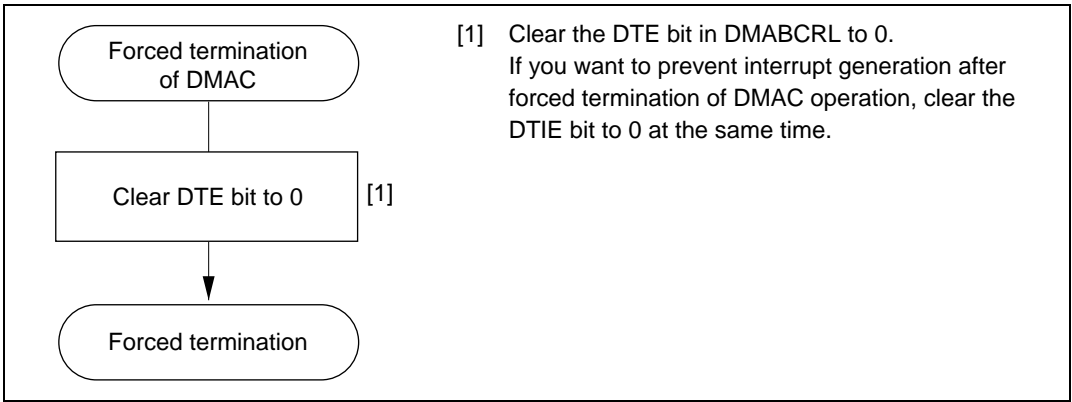 Forced termination
of DMAC
Clear DTE bit to 0
[1]
Forced termination
[1] Clear the DTE bit in DMABCRL to 0.
If you want to prevent interrupt generation after
forced termination of DMAC operation, clear the
DTIE bit to 0 at the same time.